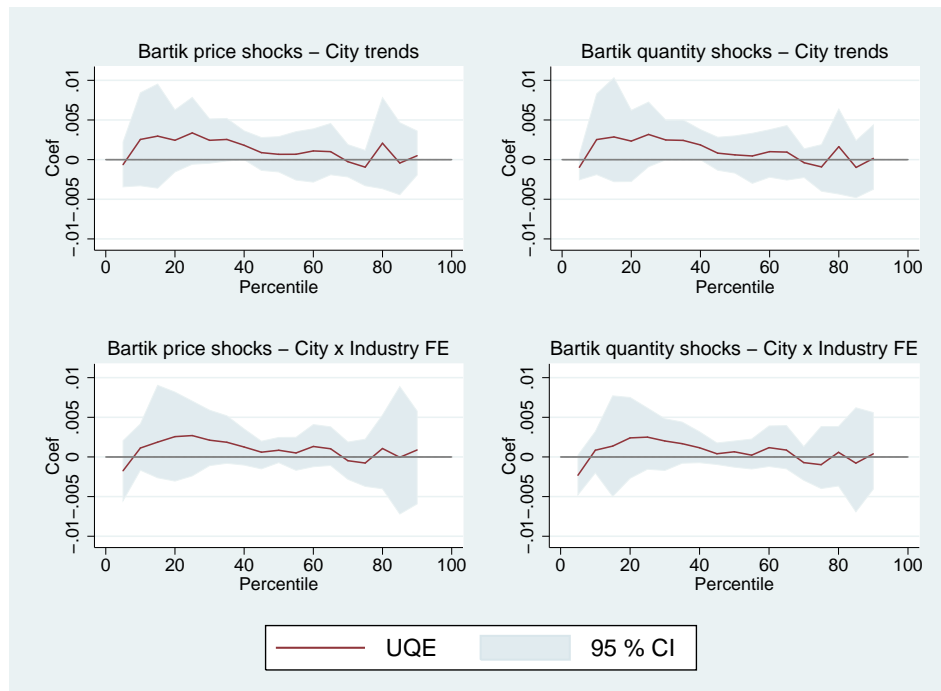 Bartik price shocks – City trends
.01
.005
0
−.005
−.01
Coef
0 20 40 60 80 100
Percentile
Bartik quantity shocks – City trends
.01
.005
0
−.005
−.01
Coef
0 20 40 60 80 100
Percentile
Bartik price shocks – City x Industry FE
.01
.005
0
−.005
−.01
Coef
0 20 40 60 80 100
Percentile
Bartik quantity shocks – City x Industry FE
.01
.005
0
−.005
−.01
Coef
0 20 40 60 80 100
Percentile
UQE 95 % CI